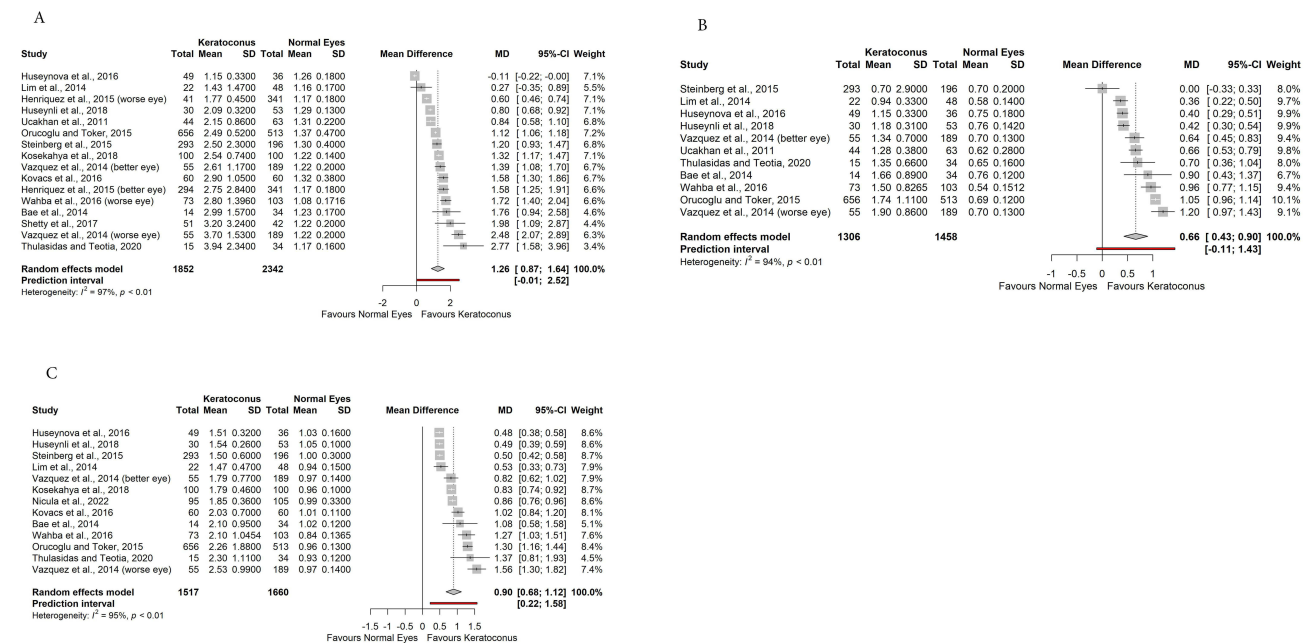 A
Keratoconus Normal Eyes
Study Total Mean SD Total Mean SD Mean Difference MD 95%-CI Weight
Huseynova et al., 2016 49 1.15 0.3300 36 1.26 0.1800 -0.11 [-0.22; -0.00] 7.1%
Lim et al., 2014 22 1.43 1.4700 48 1.16 0.1700 0.27 [-0.35; 0.89] 5.5%
Henriquez et al., 2015 (worse eye) 41 1.77 0.4500 341 1.17 0.1800 0.60 [0.46; 0.74] 7.1%
Huseynli et al., 2018 30 2.09 0.3200 53 1.29 0.1300 0.80 [0.68; 0.92] 7.1%
Ucakhan et al., 2011 44 2.15 0.8600 63 1.31 0.2200 0.84 [0.58; 1.10] 6.9%
Orucoglu and Toker, 2015 656 2.49 0.5200 513 1.37 0.4700 1.12 [1.06; 1.18] 7.2%
Steinberg et al., 2015 293 2.50 2.3000 196 1.30 0.4000 1.20 [0.93; 1.47] 6.9%
Kosekahya et al., 2018 100 2.54 0.7400 100 1.22 0.1400 1.32 [1.17; 1.47] 7.1%
Vazquez et al., 2014 (better eye) 55 2.61 1.1700 189 1.22 0.2000 1.39 [1.08; 1.70] 6.8%
Kovacs et al., 2016 60 2.90 1.0500 60 1.32 0.3800 1.58 [1.30; 1.86] 6.9%
Henriquez et al., 2015 (better eye) 294 2.75 2.8400 341 1.17 0.1800 1.58 [1.25; 1.91] 6.8%
Wahba et al., 2016 (worse eye) 73 2.80 1.3960 103 1.08 0.1716 1.72 [1.40; 2.04] 6.8%
Bae et al., 2014 14 2.99 1.5700 34 1.23 0.1700 1.76 [0.94; 2.58] 4.8%
Shetty et al., 2017 51 3.20 3.2400 42 1.22 0.2100 1.98 [1.09; 2.87] 4.6%
Vazquez et al., 2014 (worse eye) 55 3.70 1.5300 189 1.22 0.2000 2.48 [2.07; 2.89] 6.5%
Thulasidas and Teotia, 2020 15 3.94 2.3400 34 1.17 0.1600 2.77 [1.58; 3.96] 3.4%
Random effects model 1852 2342 1.26 [0.87; 1.64] 100.0%
Prediction interval [-0.01; 2.52]
Heterogeneity: I² = 97%, p < 0.01
-2 0 2
Favours Normal Eyes Favours Keratoconus
B
Keratoconus Normal Eyes
Study Total Mean SD Total Mean SD Mean Difference MD 95%-CI Weight
Steinberg et al., 2015 293 0.70 2.9000 196 0.70 0.2000 0.00 [-0.33; 0.33] 8.0%
Lim et al., 2014 22 0.94 0.3300 48 0.58 0.1400 0.36 [0.22; 0.50] 9.8%
Huseynova et al., 2016 49 1.15 0.3300 36 0.75 0.1800 0.40 [0.29; 0.51] 9.9%
Huseynli et al., 2018 30 1.18 0.3100 53 0.76 0.1420 0.42 [0.30; 0.54] 9.9%
Vazquez et al., 2014 (better eye) 55 1.34 0.7000 189 0.70 0.1300 0.64 [0.45; 0.83] 9.4%
Ucakhan et al., 2011 44 1.28 0.3800 63 0.62 0.2800 0.66 [0.53; 0.79] 9.8%
Thulasidas and Teotia, 2020 15 1.35 0.6600 34 0.65 0.1600 0.70 [0.36; 1.04] 7.9%
Bae et al., 2014 14 1.66 0.8900 34 0.76 0.1200 0.90 [0.43; 1.37] 6.6%
Wahba et al., 2016 73 1.50 0.8265 103 0.54 0.1512 0.96 [0.77; 1.15] 9.4%
Orucoglu and Toker, 2015 656 1.74 1.1100 513 0.69 0.1200 1.05 [0.96; 1.14] 10.1%
Vazquez et al., 2014 (worse eye) 55 1.90 0.8600 189 0.70 0.1300 1.20 [0.97; 1.43] 9.1%
Random effects model 1306 1458 0.66 [0.43; 0.90] 100.0%
Prediction interval [-0.11; 1.43]
Heterogeneity: I² = 94%, p < 0.01
-1 -0.5 0 0.5 1
Favours Normal Eyes Favours Keratoconus
C
Keratoconus Normal Eyes
Study Total Mean SD Total Mean SD Mean Difference MD 95%-CI Weight
Huseynova et al., 2016 49 1.51 0.3200 36 1.03 0.1600 0.48 [0.38; 0.58] 8.6%
Huseynli et al., 2018 30 1.54 0.2600 53 1.05 0.1000 0.49 [0.39; 0.59] 8.6%
Steinberg et al., 2015 293 1.50 0.6000 196 1.00 0.3000 0.50 [0.42; 0.58] 8.7%
Lim et al., 2014 22 1.47 0.4700 48 0.94 0.1500 0.53 [0.33; 0.73] 7.9%
Vazquez et al., 2014 (better eye) 55 1.79 0.7700 189 0.97 0.1400 0.82 [0.62; 1.02] 7.9%
Kosekahya et al., 2018 100 1.79 0.4600 100 0.96 0.1000 0.83 [0.74; 0.92] 8.7%
Nicula et al., 2022 95 1.85 0.3600 105 0.99 0.3300 0.86 [0.76; 0.96] 8.6%
Kovacs et al., 2016 60 2.03 0.7000 60 1.01 0.1100 1.02 [0.84; 1.20] 8.1%
Bae et al., 2014 14 2.10 0.9500 34 1.02 0.1200 1.08 [0.58; 1.58] 5.1%
Wahba et al., 2016 73 2.10 1.0454 103 0.84 0.1365 1.27 [1.03; 1.51] 7.6%
Orucoglu and Toker, 2015 656 2.26 1.8800 513 0.96 0.1300 1.30 [1.16; 1.44] 8.4%
Thulasidas and Teotia, 2020 15 2.30 1.1100 34 0.93 0.1200 1.37 [0.81; 1.93] 4.6%
Vazquez et al., 2014 (worse eye) 55 2.53 0.9900 189 0.97 0.1400 1.56 [1.30; 1.82] 7.4%
Random effects model 1517 1660 0.90 [0.68; 1.12] 100.0%
Prediction interval [0.22; 1.58]
Heterogeneity: I² = 95%, p < 0.01
-1.5 -1 -0.5 0 0.5 1 1.5
Favours Normal Eyes Favours Keratoconus